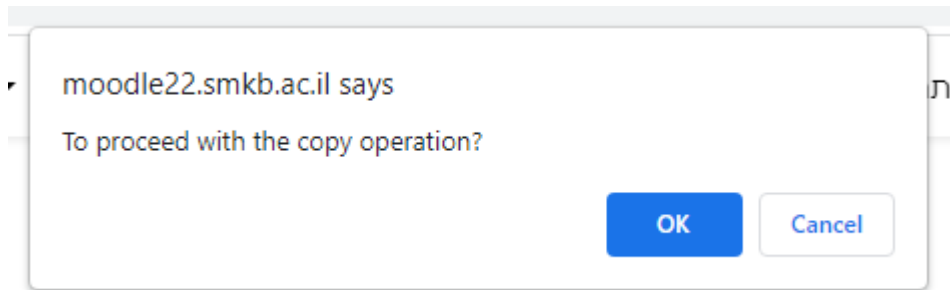 moodle22.smkb.ac.il says
To proceed with the copy operation?
OK
Cancel